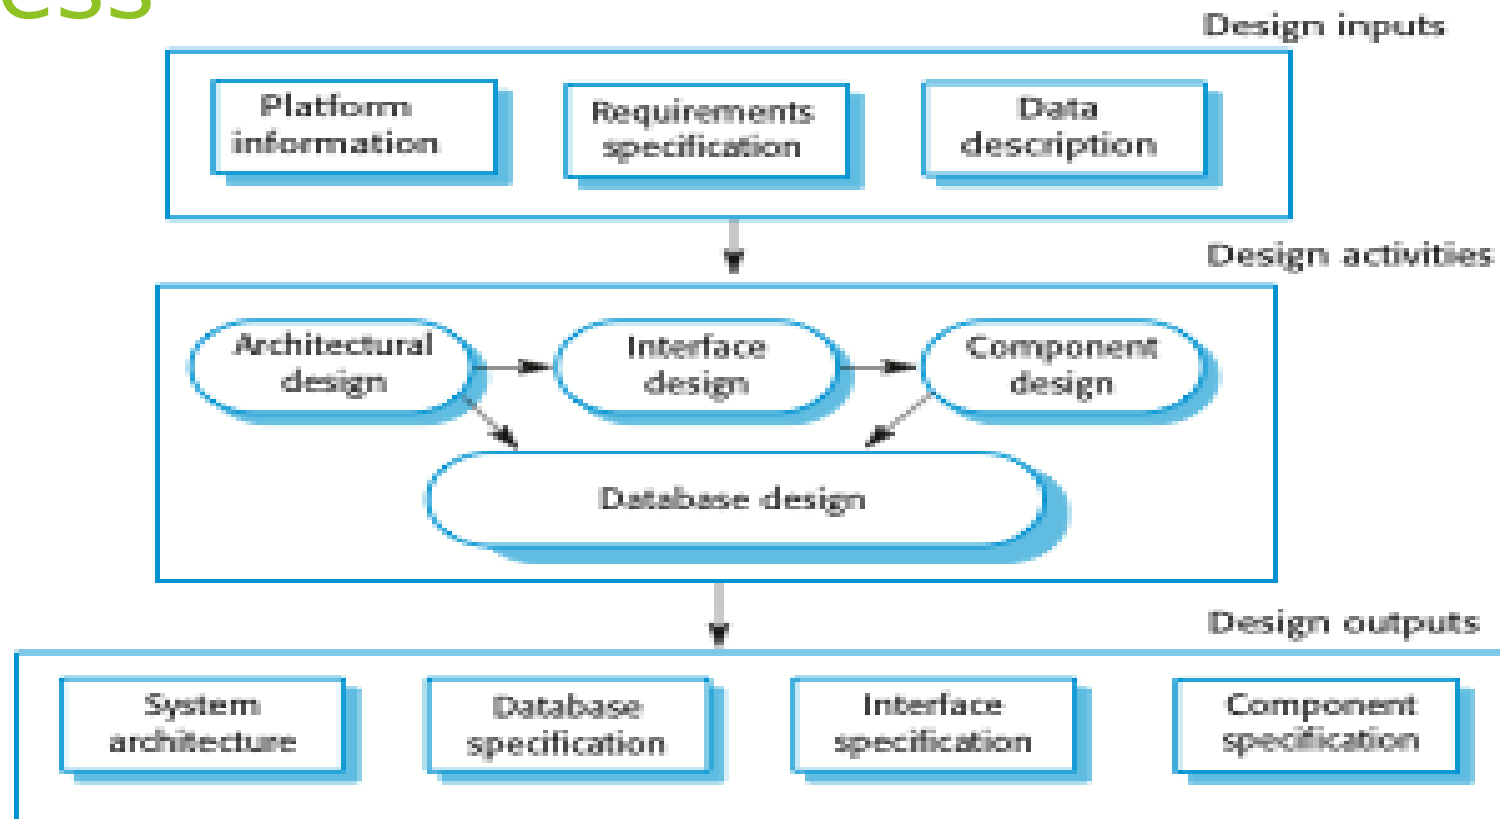 ess
Design inputs
Platform
information
Requirements
specification
Data
description
Design activities
Architectural
design
Interface
design
Component
design
Database design
Design outputs
System
architecture
Database
specification
Interface
specification
Component
specification